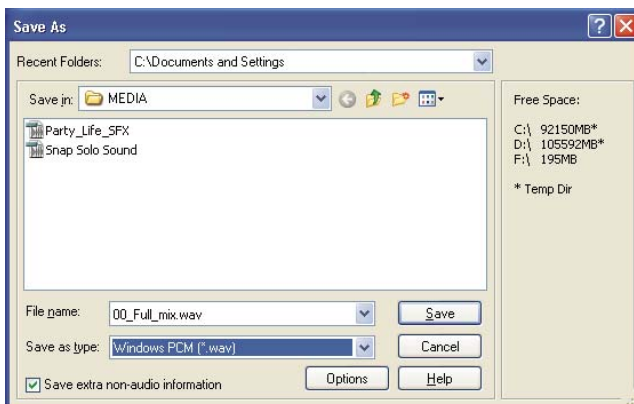 Save As
Recent Folders: C:\Documents and Settings
Save in: MEDIA
Party_Life_SFX
Snap Solo Sound
File name: 00_Full_mix.wav Save
Save as type: Windows PCM (*.wav) Cancel
Save extra non-audio information Options Help
Free Space:
C:\ 92150MB*
D:\ 105592MB*
F:\ 195MB
* Temp Dir